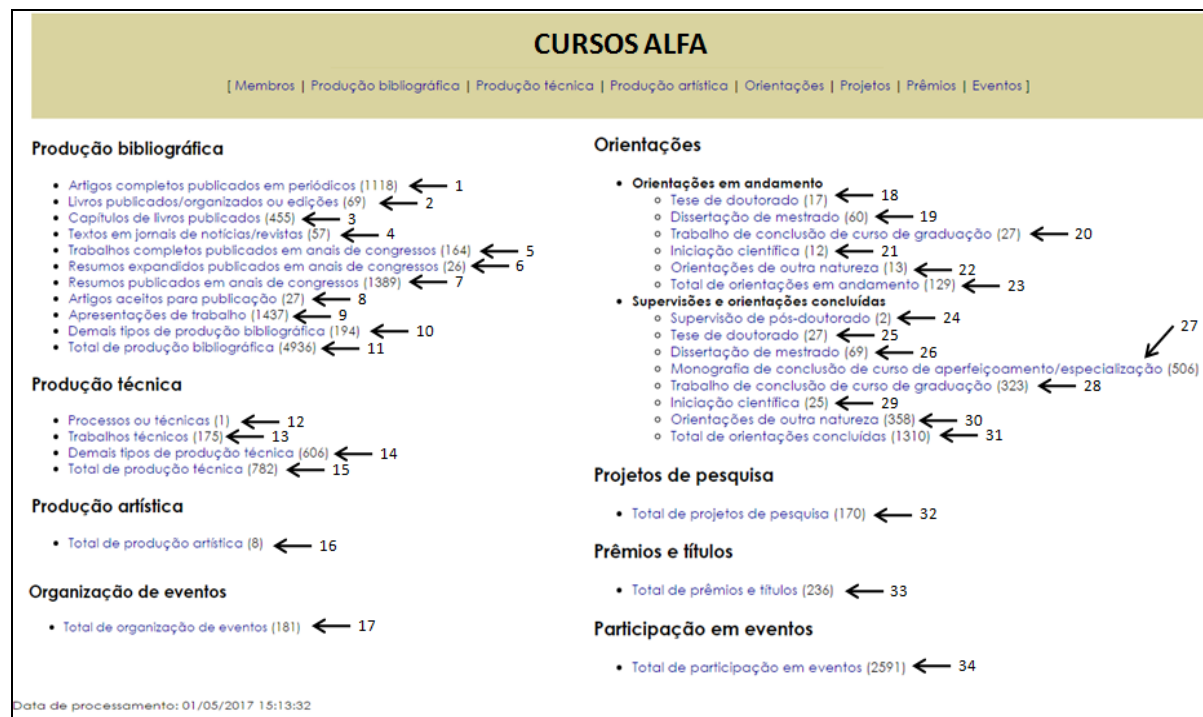 CURSOS ALFA
[ Membros | Produção bibliográfica | Produção técnica | Produção artística | Orientações | Projetos | Prêmios | Eventos ]
Produção bibliográfica
• Artigos completos publicados em periódicos (1118) 1
• Livros publicados/organizados ou edições (69) 2
• Capítulos de livros publicados (455) 3
• Textos em jornais de notícias/revistas (57) 4
• Trabalhos completos publicados em anais de congressos (164) 5
• Resumos expandidos publicados em anais de congressos (26) 6
• Resumos publicados em anais de congressos (1389) 7
• Artigos aceitos para publicação (27) 8
• Apresentações de trabalho (1437) 9
• Demais tipos de produção bibliográfica (194) 10
• Total de produção bibliográfica (4936) 11
Produção técnica
• Processos ou técnicas (1) 12
• Trabalhos técnicos (175) 13
• Demais tipos de produção técnica (606) 14
• Total de produção técnica (782) 15
Produção artística
• Total de produção artística (8) 16
Organização de eventos
• Total de organização de eventos (181) 17
Orientações
• Orientações em andamento
○ Tese de doutorado (17) 18
○ Dissertação de mestrado (60) 19
○ Trabalho de conclusão de curso de graduação (27) 20
○ Iniciação científica (12) 21
○ Orientações de outra natureza (13) 22
○ Total de orientações em andamento (129) 23
• Supervisões e orientações concluídas
○ Supervisão de pós-doutorado (2) 24
○ Tese de doutorado (27) 25
○ Dissertação de mestrado (69) 26
27
○ Monografia de conclusão de curso de aperfeiçoamento/especialização (506)
○ Trabalho de conclusão de curso de graduação (323) 28
○ Iniciação científica (25) 29
○ Orientações de outra natureza (358) 30
○ Total de orientações concluídas (1310) 31
Projetos de pesquisa
• Total de projetos de pesquisa (170) 32
Prêmios e títulos
• Total de prêmios e títulos (236) 33
Participação em eventos
• Total de participação em eventos (2591) 34
Data de processamento: 01/05/2017 15:13:32